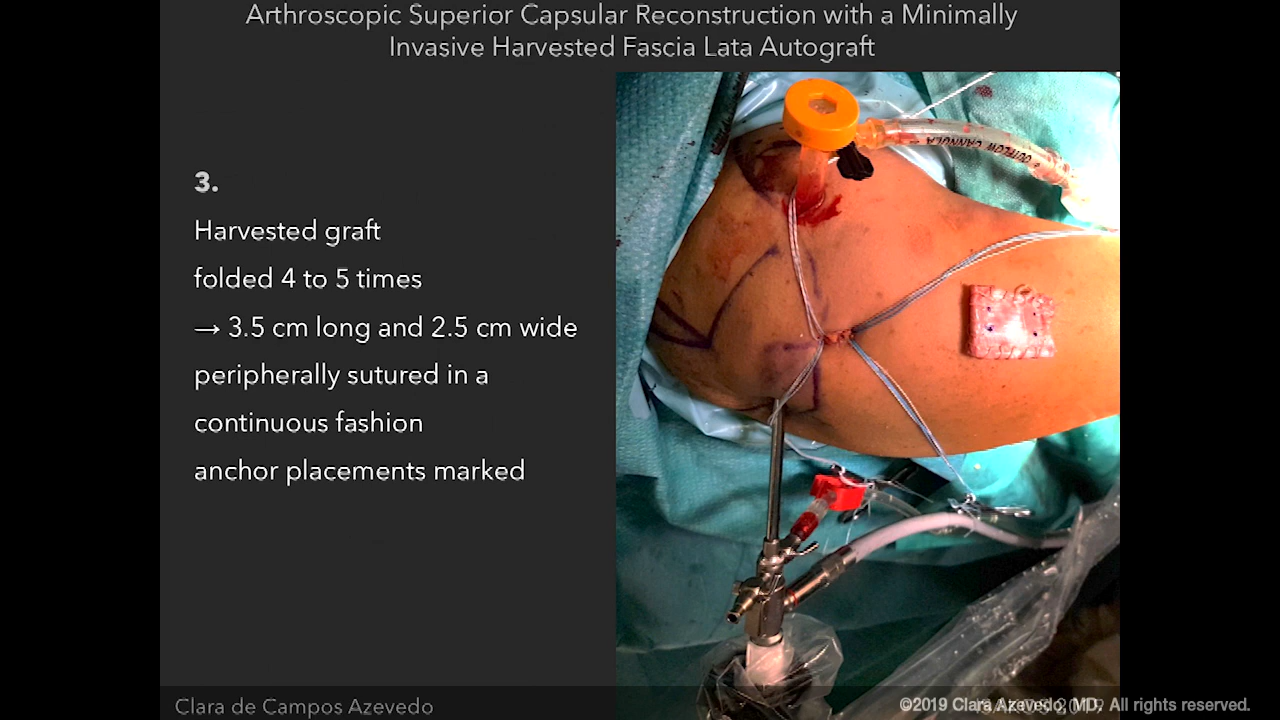 Arthroscopic Superior Capsular Reconstruction with a Minimally
Invasive Harvested Fascia Lata Autograft
3.
Harvested graft
folded 4 to 5 times
→ 3.5 cm long and 2.5 cm wide
peripherally sutured in a
continuous fashion
anchor placements marked
OUTFLOW CANNULA
Clara de Campos Azevedo
©2019 Clara Azevedo, MD. All rights reserved.